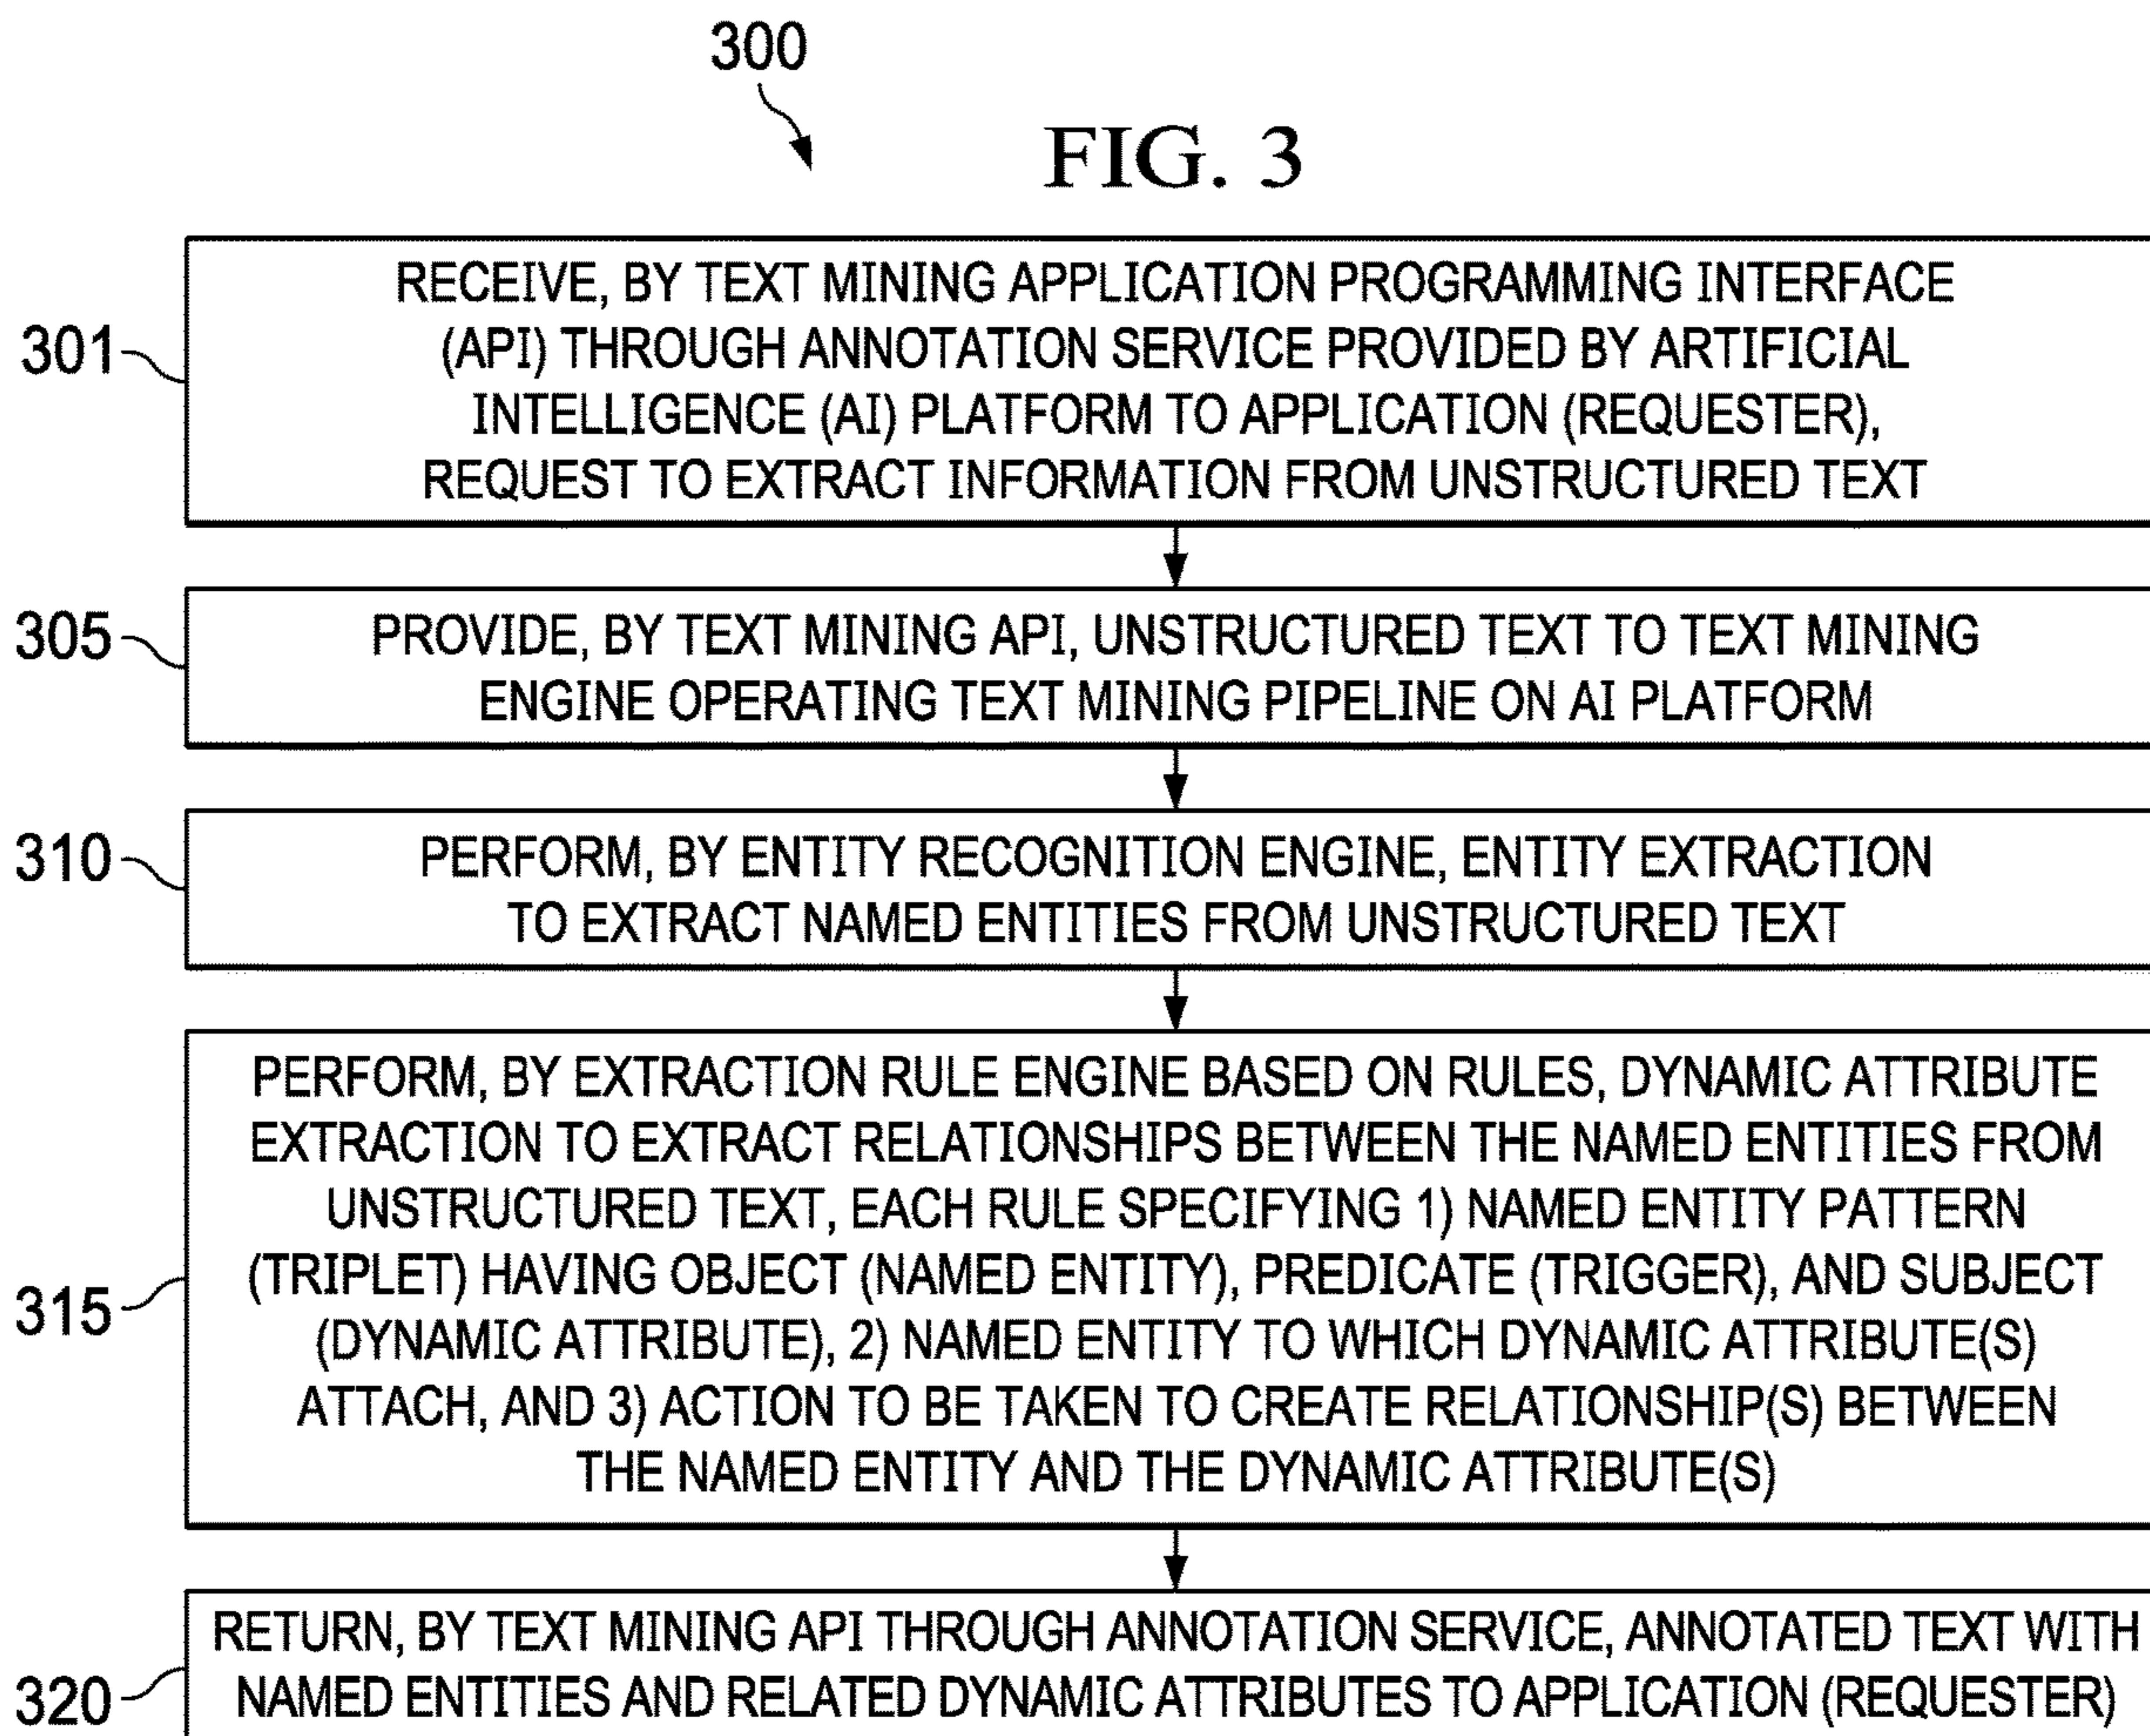 300
FIG. 3
301
RECEIVE, BY TEXT MINING APPLICATION PROGRAMMING INTERFACE
(API) THROUGH ANNOTATION SERVICE PROVIDED BY ARTIFICIAL
INTELLIGENCE (AI) PLATFORM TO APPLICATION (REQUESTER),
REQUEST TO EXTRACT INFORMATION FROM UNSTRUCTURED TEXT
305
PROVIDE, BY TEXT MINING API, UNSTRUCTURED TEXT TO TEXT MINING
ENGINE OPERATING TEXT MINING PIPELINE ON AI PLATFORM
310
PERFORM, BY ENTITY RECOGNITION ENGINE, ENTITY EXTRACTION
TO EXTRACT NAMED ENTITIES FROM UNSTRUCTURED TEXT
315
PERFORM, BY EXTRACTION RULE ENGINE BASED ON RULES, DYNAMIC ATTRIBUTE
EXTRACTION TO EXTRACT RELATIONSHIPS BETWEEN THE NAMED ENTITIES FROM
UNSTRUCTURED TEXT, EACH RULE SPECIFYING 1) NAMED ENTITY PATTERN
(TRIPLET) HAVING OBJECT (NAMED ENTITY), PREDICATE (TRIGGER), AND SUBJECT
(DYNAMIC ATTRIBUTE), 2) NAMED ENTITY TO WHICH DYNAMIC ATTRIBUTE(S)
ATTACH, AND 3) ACTION TO BE TAKEN TO CREATE RELATIONSHIP(S) BETWEEN
THE NAMED ENTITY AND THE DYNAMIC ATTRIBUTE(S)
320
RETURN, BY TEXT MINING API THROUGH ANNOTATION SERVICE, ANNOTATED TEXT WITH
NAMED ENTITIES AND RELATED DYNAMIC ATTRIBUTES TO APPLICATION (REQUESTER)